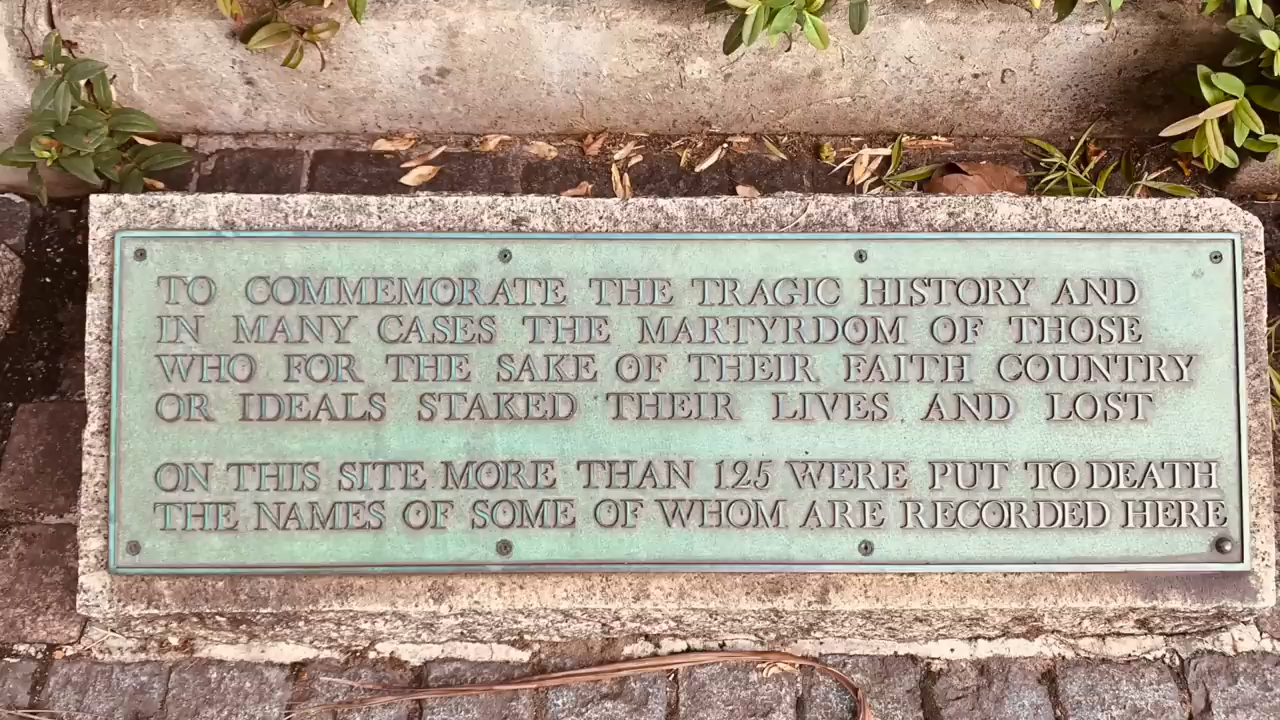 TO COMMEMORATE THE TRAGIC HISTORY AND
IN MANY CASES THE MARTYRDOM OF THOSE
WHO FOR THE SAKE OF THEIR FAITH COUNTRY
OR IDEALS STAKED THEIR LIVES AND LOST
ON THIS SITE MORE THAN 125 WERE PUT TO DEATH
THE NAMES OF SOME OF WHOM ARE RECORDED HERE